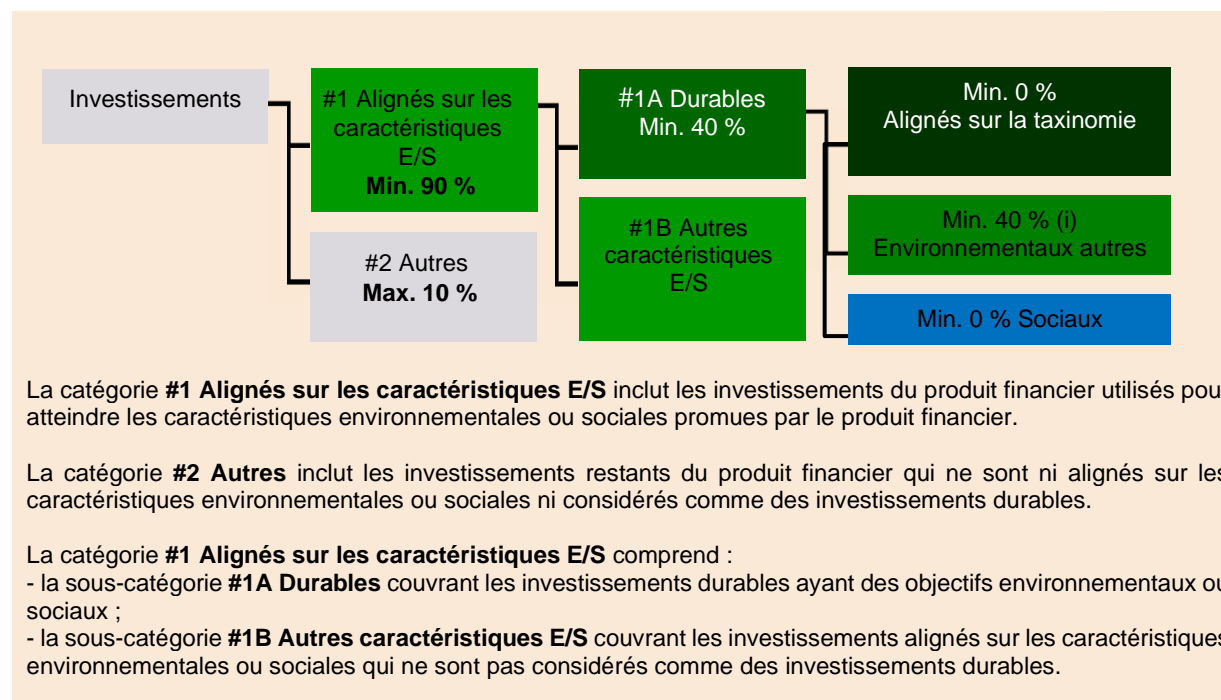 Investissements
#1 Alignés sur les
caractéristiques
E/S
Min. 90 %
#2 Autres
Max. 10 %
#1A Durables
Min. 40 %
#1B Autres
caractéristiques
E/S
Min. 0 %
Alignés sur la taxinomie
Min. 40 % (i)
Environnementaux autres
Min. 0 % Sociaux
La catégorie #1 Alignés sur les caractéristiques E/S inclut les investissements du produit financier utilisés pou
atteindre les caractéristiques environnementales ou sociales promues par le produit financier.
La catégorie #2 Autres inclut les investissements restants du produit financier qui ne sont ni alignés sur les
caractéristiques environnementales ou sociales ni considérés comme des investissements durables.
La catégorie #1 Alignés sur les caractéristiques E/S comprend :
- la sous-catégorie #1A Durables couvrant les investissements durables ayant des objectifs environnementaux ou
sociaux ;
- la sous-catégorie #1B Autres caractéristiques E/S couvrant les investissements alignés sur les caractéristiques
environnementales ou sociales qui ne sont pas considérés comme des investissements durables.